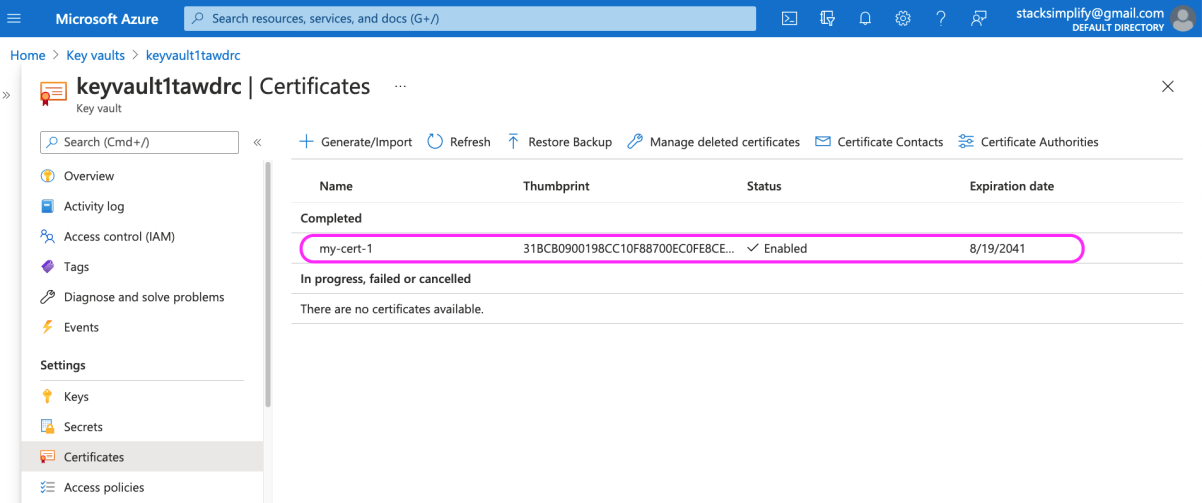 Microsoft Azure
Search resources, services, and docs (G+/)
stacksimplify@gmail.com
DEFAULT DIRECTORY
Home > Key vaults > keyvault1tawdrc
keyvault1tawdrc | Certificates ...
Key vault
Search (Cmd+/)
Overview
Activity log
Access control (IAM)
Tags
Diagnose and solve problems
Events
Settings
Keys
Secrets
Certificates
Access policies
Generate/Import Refresh Restore Backup Manage deleted certificates Certificate Contacts Certificate Authorities
Name Thumbprint Status Expiration date
Completed
my-cert-1 31BCB0900198CC10F88700EC0FE8CE... Enabled 8/19/2041
In progress, failed or cancelled
There are no certificates available.